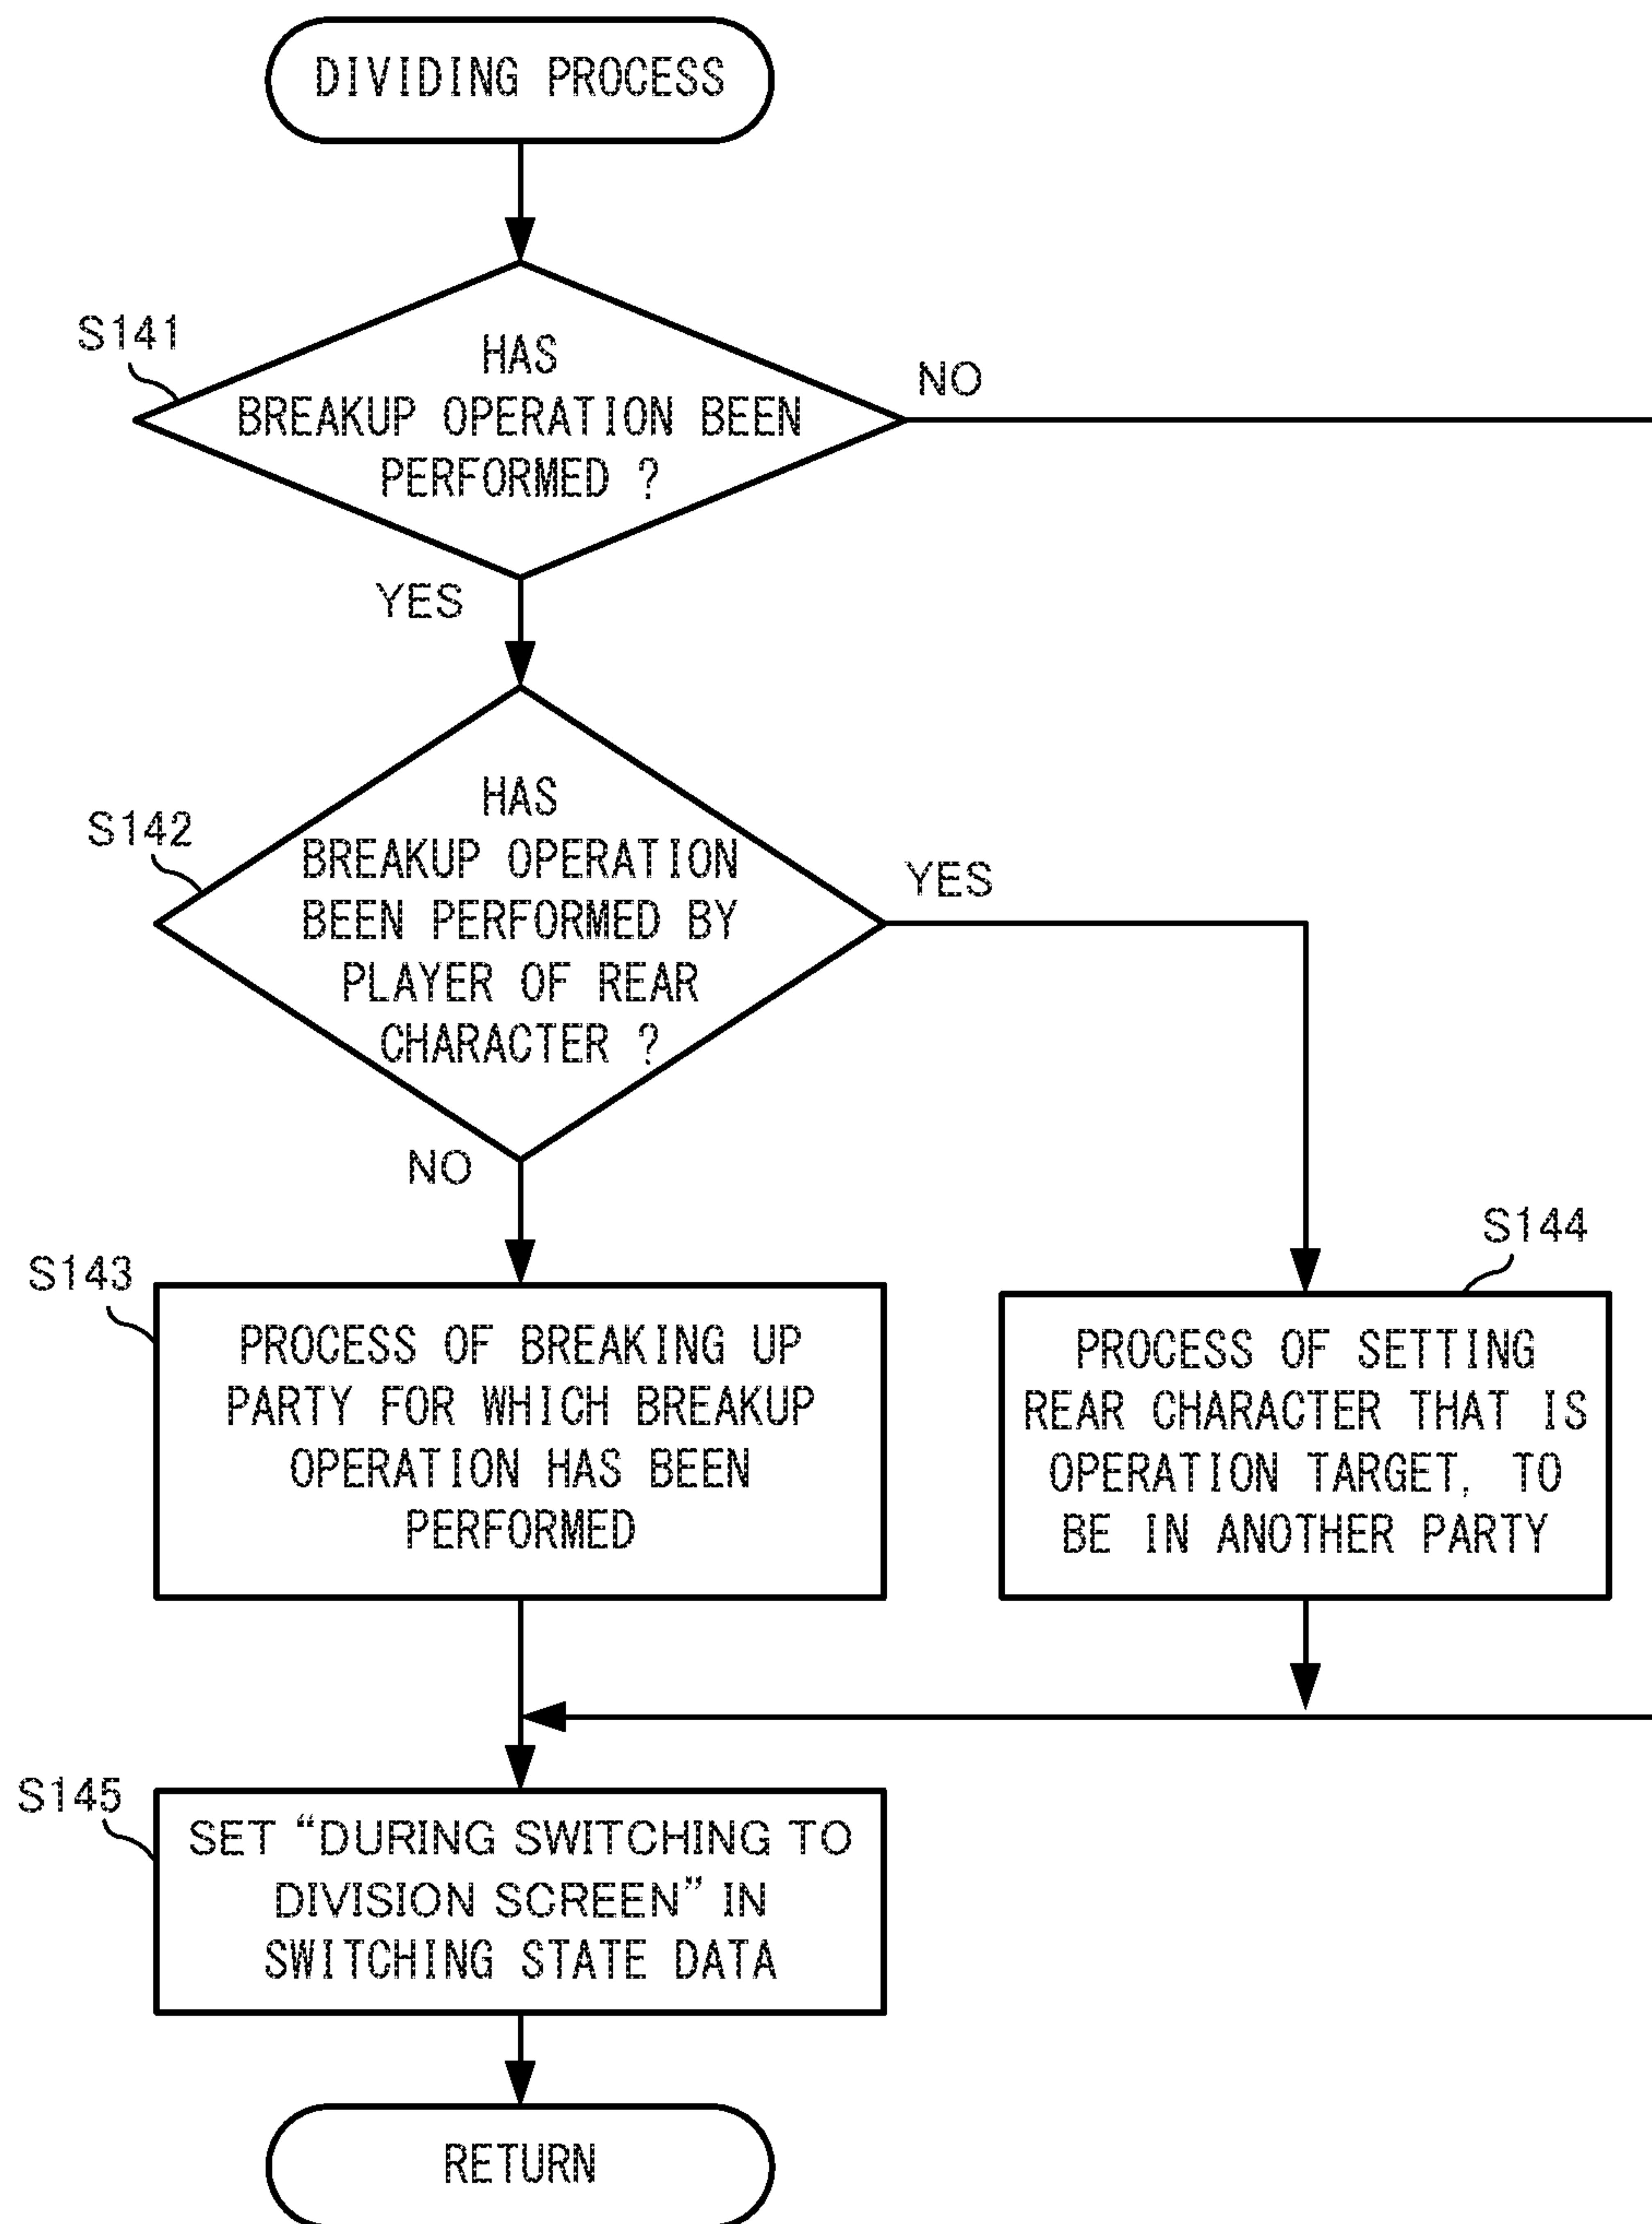 DIVIDING PROCESS
S141
HAS
BREAKUP OPERATION BEEN
PERFORMED ?
NO
YES
S142
HAS
BREAKUP OPERATION
BEEN PERFORMED BY
PLAYER OF REAR
CHARACTER ?
YES
NO
S143
PROCESS OF BREAKING UP
PARTY FOR WHICH BREAKUP
OPERATION HAS BEEN
PERFORMED
S144
PROCESS OF SETTING
REAR CHARACTER THAT IS
OPERATION TARGET, TO
BE IN ANOTHER PARTY
S145
SET “DURING SWITCHING TO
DIVISION SCREEN” IN
SWITCHING STATE DATA
RETURN